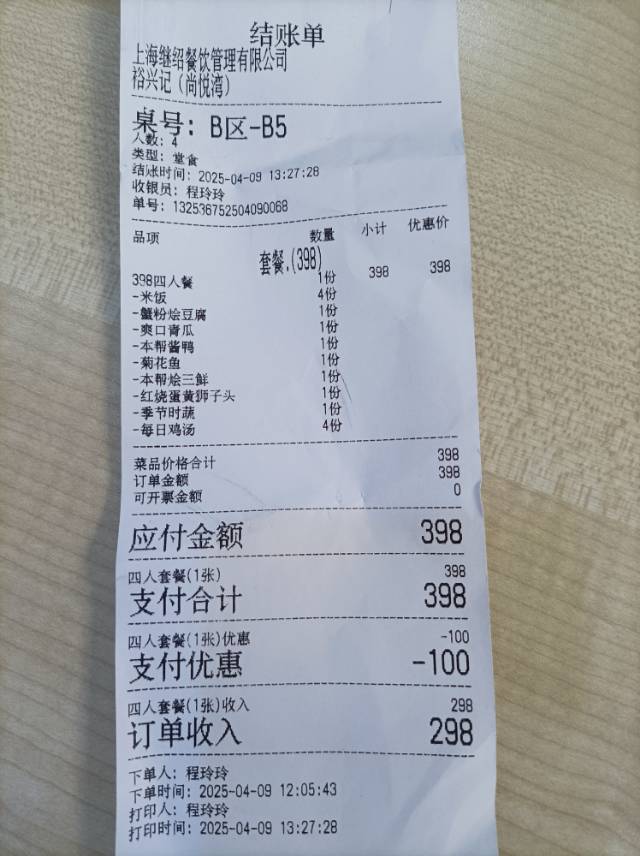 结账单
上海继绍餐饮管理有限公司
裕兴记（尚悦湾）
桌号: B区-B5
人数: 4
类型: 堂食
结账时间: 2025-04-09 13:27:28
收银员: 程玲玲
单号: 132536752504090068
品项 数量 小计 优惠价
套餐.(398)
398四人餐 1份 398 398
-米饭 4份
-蟹粉烩豆腐 1份
-爽口青瓜 1份
-本帮酱鸭 1份
-菊花鱼 1份
-本帮烩三鲜 1份
-红烧蛋黄狮子头 1份
-季节时蔬 1份
-每日鸡汤 4份
菜品价格合计 398
订单金额 398
可开票金额 0
应付金额 398
四人套餐(1张) 398
支付合计 398
四人套餐(1张)优惠 -100
支付优惠 -100
四人套餐(1张)收入 298
订单收入 298
下单人: 程玲玲
下单时间: 2025-04-09 12:05:43
打印人: 程玲玲
打印时间: 2025-04-09 13:27:28